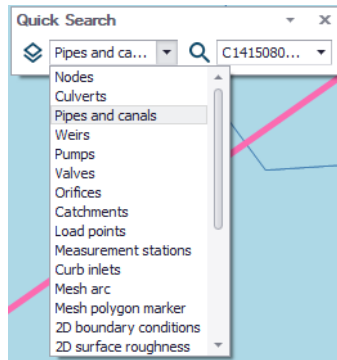 Quick Search
Pipes and ca... C1415080...
Nodes
Culverts
Pipes and canals
Weirs
Pumps
Valves
Orifices
Catchments
Load points
Measurement stations
Curb inlets
Mesh arc
Mesh polygon marker
2D boundary conditions
2D surface roughness